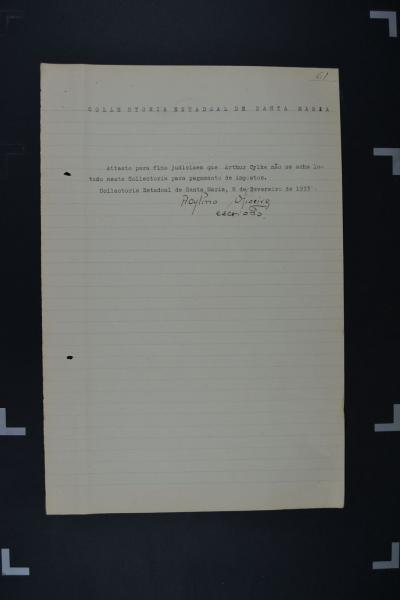 61
COLLECTORIA ESTADOAL DE SANTA MARIA
Attesto para fins judiciaes que Arthur Cylke não se acha lo-
tado nesta Collectoria para pagamento de impostos.
Collectoria Estadoal de Santa Maria, 8 de Fevereiro de 1933
escrivão